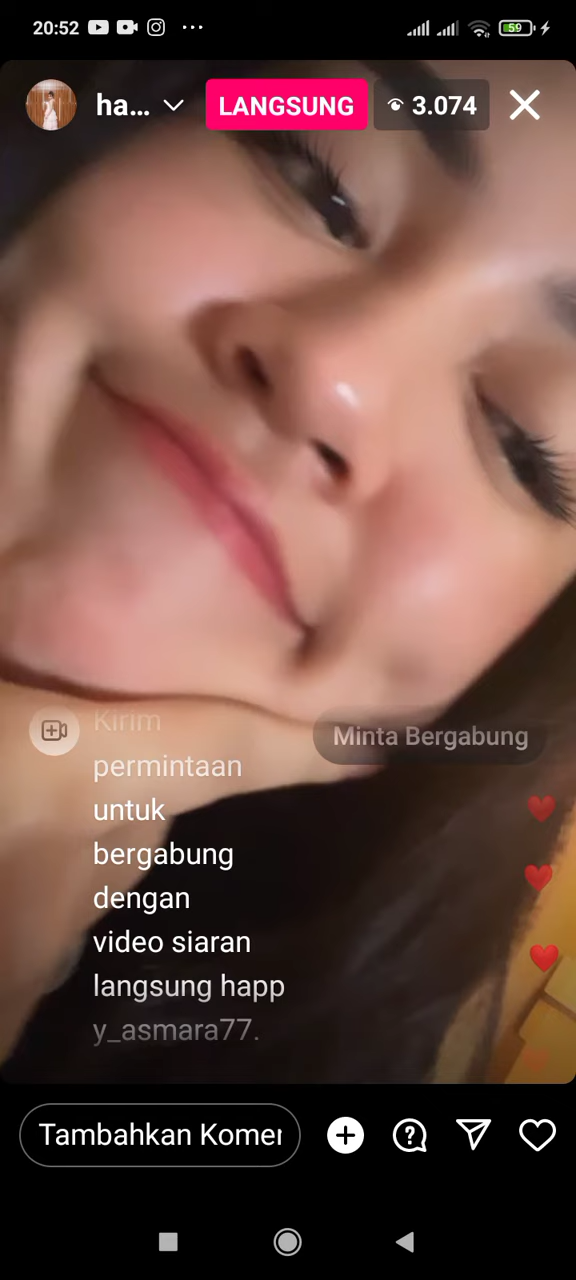 20:52
59
ha...
LANGSUNG
3.074
Kirim
permintaan
untuk
bergabung
dengan
video siaran
langsung happ
y_asmara77.
Minta Bergabung
Tambahkan Komen